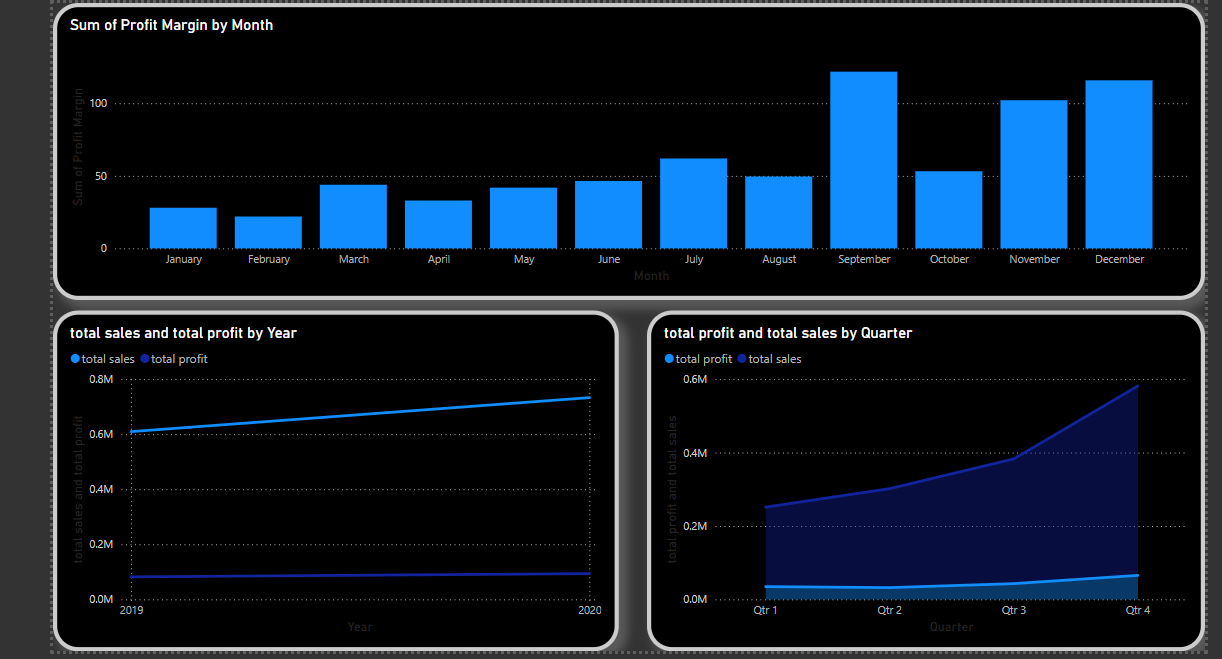 Sum of Profit Margin by Month
Sum of Profit Margin
100
50
0
January February March April May June July August September October November December
Month
total sales and total profit by Year
total sales total profit
total sales and total profit
0.8M
0.6M
0.4M
0.2M
0.0M
2019 2020
Year
total profit and total sales by Quarter
total profit total sales
total profit and total sales
0.6M
0.4M
0.2M
0.0M
Qtr 1 Qtr 2 Qtr 3 Qtr 4
Quarter